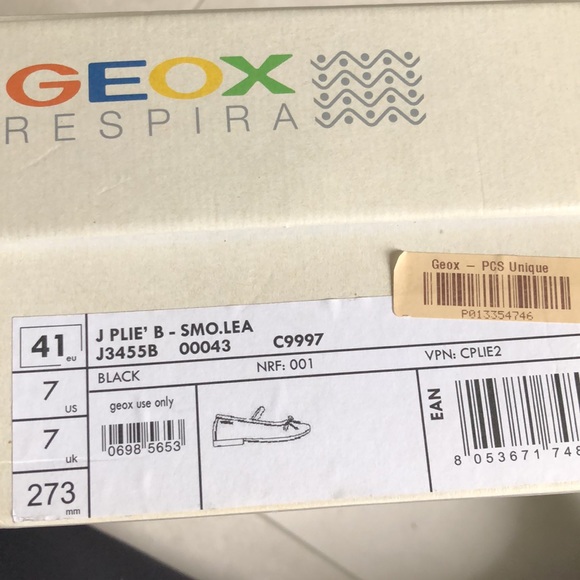 GEOX
RESPIRA
Geox – PCS Unique
P013354746
41 eu
7 us
7 uk
273 mm
J PLIE' B - SMO.LEA
J3455B 00043 C9997
BLACK NRF: 001 VPN: CPLIE2
geox use only
0698 5653
EAN
8 053671 748